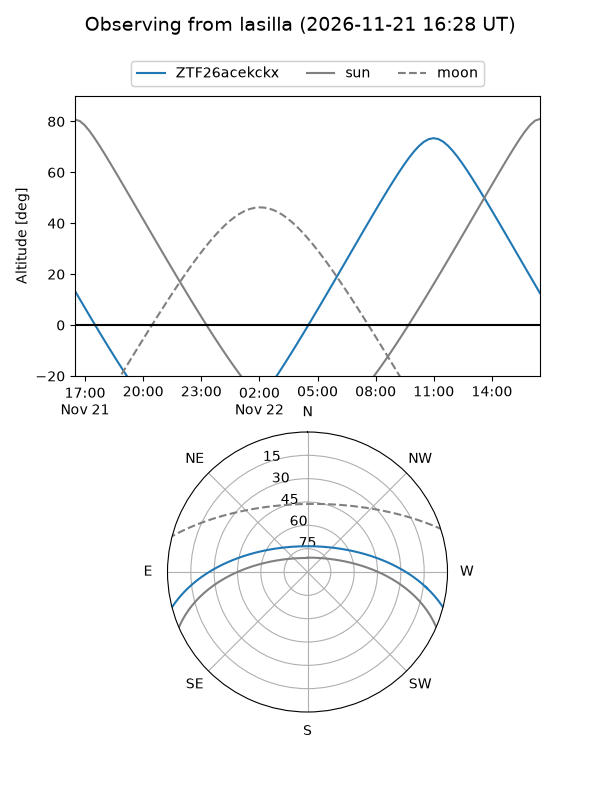 Observing from lasilla (2026-11-21 16:28 UT)
ZTF26acekckx sun moon
Altitude [deg]
80
60
40
20
0
−20
17:00 20:00 23:00 02:00 05:00 08:00 11:00 14:00
Nov 21 Nov 22
N
NE NW
15
30
45
60
75
E W
SE SW
S